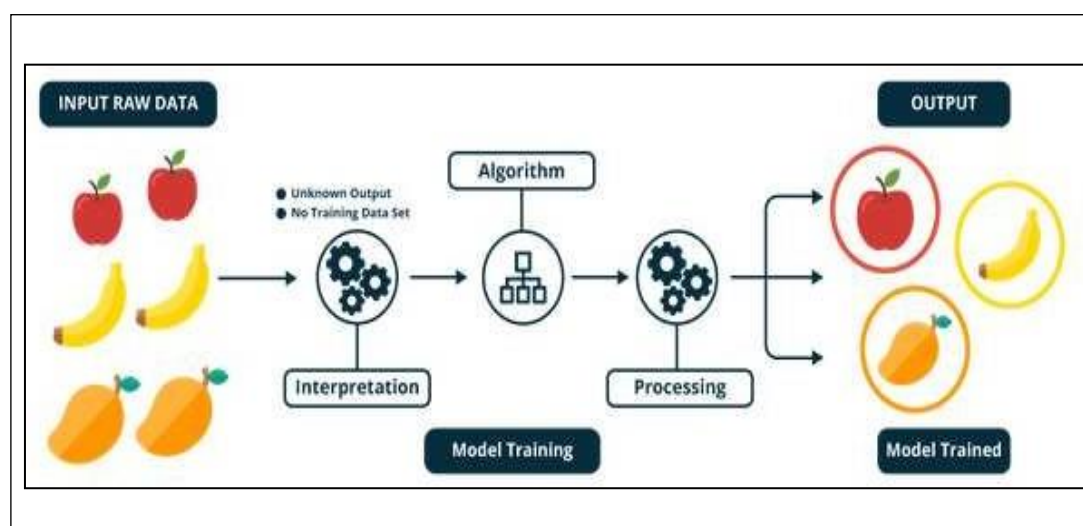 INPUT RAW DATA
OUTPUT
Algorithm
Unknown Output
No Training Data Set
Interpretation
Processing
Model Training
Model Trained